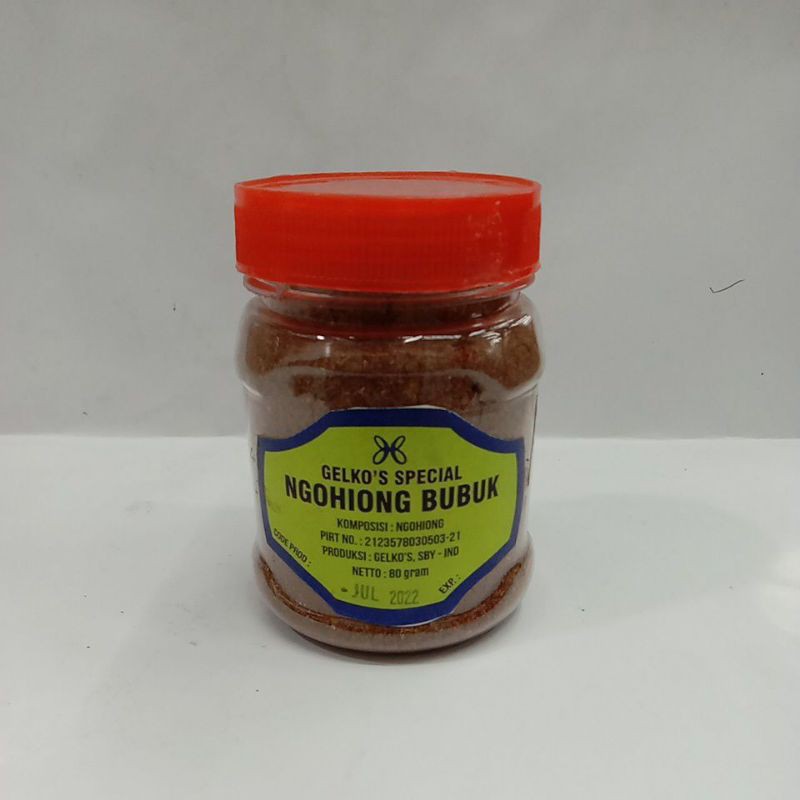 GELKO'S SPECIAL
NGOHIONG BUBUK
KOMPOSISI : NGOHIONG
PIRT NO. : 2123578030503-21
PRODUKSI : GELKO'S, SBY - IND
NETTO : 80 gram
CODE PROD :
EXP. :
JUL 2022